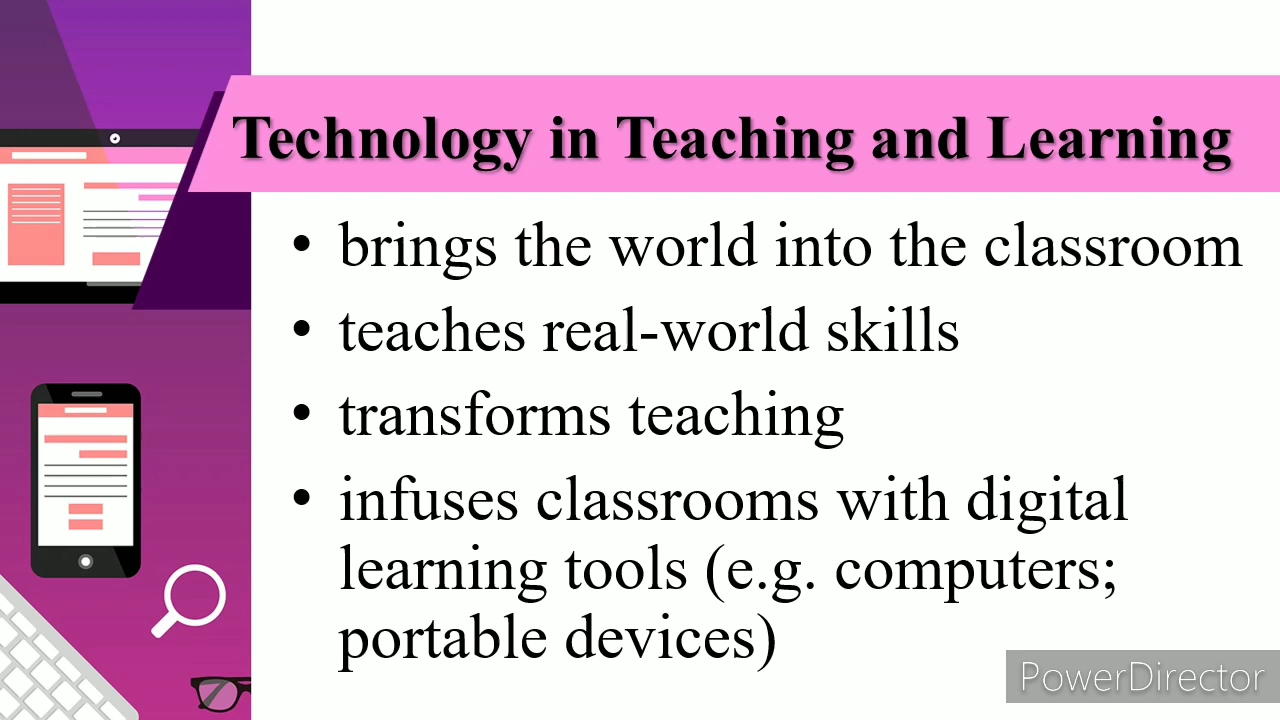 Technology in Teaching and Learning
• brings the world into the classroom
• teaches real-world skills
• transforms teaching
• infuses classrooms with digital
learning tools (e.g. computers;
portable devices)
PowerDirector